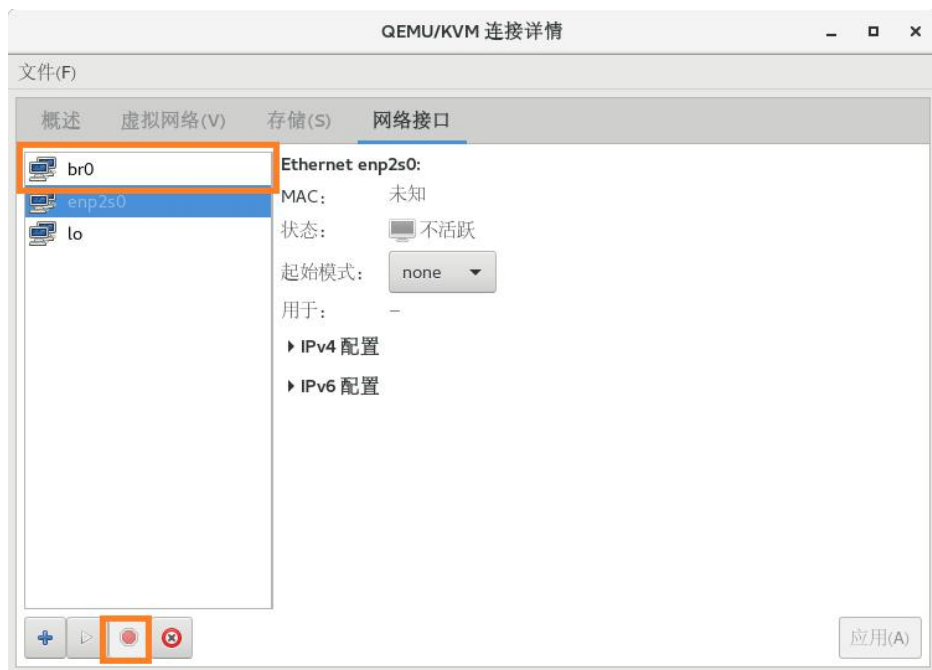 QEMU/KVM 连接详情
文件(F)
概述 虚拟网络(V) 存储(S) 网络接口
br0
enp2s0
lo
Ethernet enp2s0:
MAC: 未知
状态: 不活跃
起始模式: none
用于: –
IPv4 配置
IPv6 配置
应用(A)